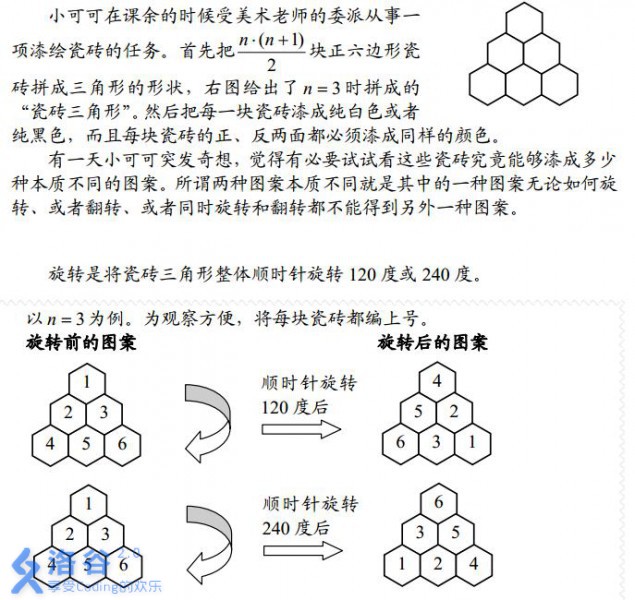 小可可在课余的时候受美术老师的委派从事一
项漆绘瓷砖的任务。首先把 n·(n+1)/2 块正六边形瓷
砖拼成三角形的形状，右图给出了 n = 3 时拼成的
“瓷砖三角形”。然后把每一块瓷砖漆成纯白色或者
纯黑色，而且每块瓷砖的正、反两面都必须漆成同样的颜色。
有一天小可可突发奇想，觉得有必要试试看这些瓷砖究竟能够漆成多少
种本质不同的图案。所谓两种图案本质不同就是其中的一种图案无论如何旋
转、或者翻转、或者同时旋转和翻转都不能得到另外一种图案。
旋转是将瓷砖三角形整体顺时针旋转 120 度或 240 度。
以 n = 3 为例。为观察方便，将每块瓷砖都编上号。
旋转前的图案
旋转后的图案
1
2 3
4 5 6
顺时针旋转
120 度后
4
5 2
6 3 1
1
2 3
4 5 6
顺时针旋转
240 度后
6
3 5
1 2 4
洛谷 2.0
享受Coding的欢乐